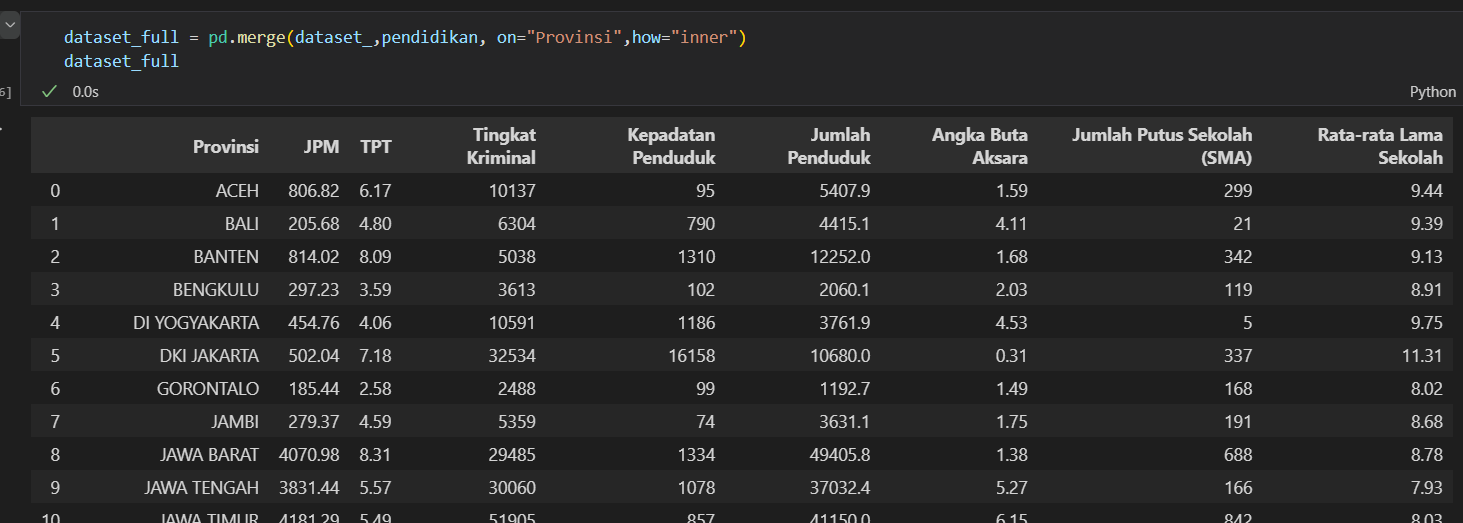 dataset_full = pd.merge(dataset_,pendidikan, on="Provinsi",how="inner")
dataset_full
6]
0.0s
Python
Provinsi JPM TPT Tingkat Kriminal Kepadatan Penduduk Jumlah Penduduk Angka Buta Aksara Jumlah Putus Sekolah (SMA) Rata-rata Lama Sekolah
0 ACEH 806.82 6.17 10137 95 5407.9 1.59 299 9.44
1 BALI 205.68 4.80 6304 790 4415.1 4.11 21 9.39
2 BANTEN 814.02 8.09 5038 1310 12252.0 1.68 342 9.13
3 BENGKULU 297.23 3.59 3613 102 2060.1 2.03 119 8.91
4 DI YOGYAKARTA 454.76 4.06 10591 1186 3761.9 4.53 5 9.75
5 DKI JAKARTA 502.04 7.18 32534 16158 10680.0 0.31 337 11.31
6 GORONTALO 185.44 2.58 2488 99 1192.7 1.49 168 8.02
7 JAMBI 279.37 4.59 5359 74 3631.1 1.75 191 8.68
8 JAWA BARAT 4070.98 8.31 29485 1334 49405.8 1.38 688 8.78
9 JAWA TENGAH 3831.44 5.57 30060 1078 37032.4 5.27 166 7.93
10 JAWA TIMUR 4181.29 5.49 51905 857 41150.0 6.15 842 8.03